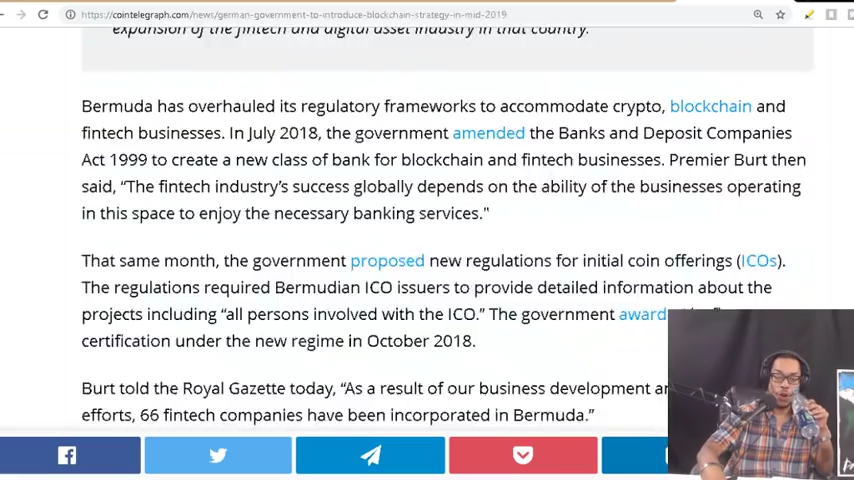 https://cointelegraph.com/news/german-government-to-introduce-blockchain-strategy-in-mid-2019
expansion of the fintech and digital asset industry in that country.
Bermuda has overhauled its regulatory frameworks to accommodate crypto, blockchain and
fintech businesses. In July 2018, the government amended the Banks and Deposit Companies
Act 1999 to create a new class of bank for blockchain and fintech businesses. Premier Burt then
said, “The fintech industry’s success globally depends on the ability of the businesses operating
in this space to enjoy the necessary banking services."
That same month, the government proposed new regulations for initial coin offerings (ICOs).
The regulations required Bermudian ICO issuers to provide detailed information about the
projects including “all persons involved with the ICO.” The government award
certification under the new regime in October 2018.
Burt told the Royal Gazette today, “As a result of our business development
efforts, 66 fintech companies have been incorporated in Bermuda.”